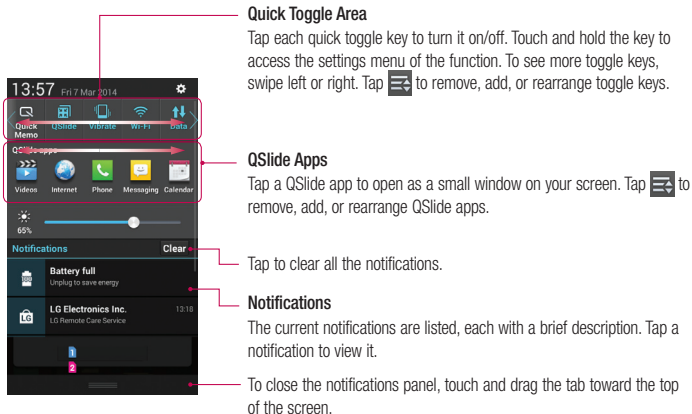 Quick Toggle Area
Tap each quick toggle key to turn it on/off. Touch and hold the key to
access the settings menu of the function. To see more toggle keys,
swipe left or right. Tap to remove, add, or rearrange toggle keys.
13:57 Fri 7 Mar 2014
Quick Memo
QSlide
Vibrate
Wi-Fi
Data
QSlide apps
Videos
Internet
Phone
Messaging
Calendar
65%
Notifications
Clear
Battery full
Unplug to save energy
LG
LG Electronics Inc. 13:18
LG Remote Care Service
1
2
QSlide Apps
Tap a QSlide app to open as a small window on your screen. Tap to
remove, add, or rearrange QSlide apps.
Tap to clear all the notifications.
Notifications
The current notifications are listed, each with a brief description. Tap a
notification to view it.
To close the notifications panel, touch and drag the tab toward the top
of the screen.